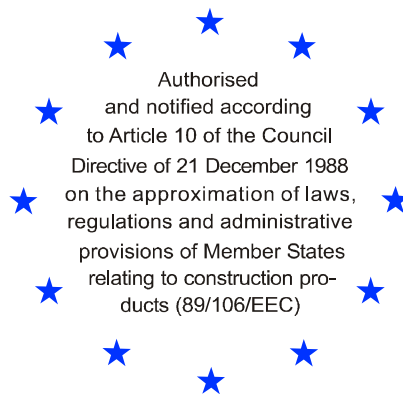 Authorised
and notified according
to Article 10 of the Council
Directive of 21 December 1988
on the approximation of laws,
regulations and administrative
provisions of Member States
relating to construction pro-
ducts (89/106/EEC)